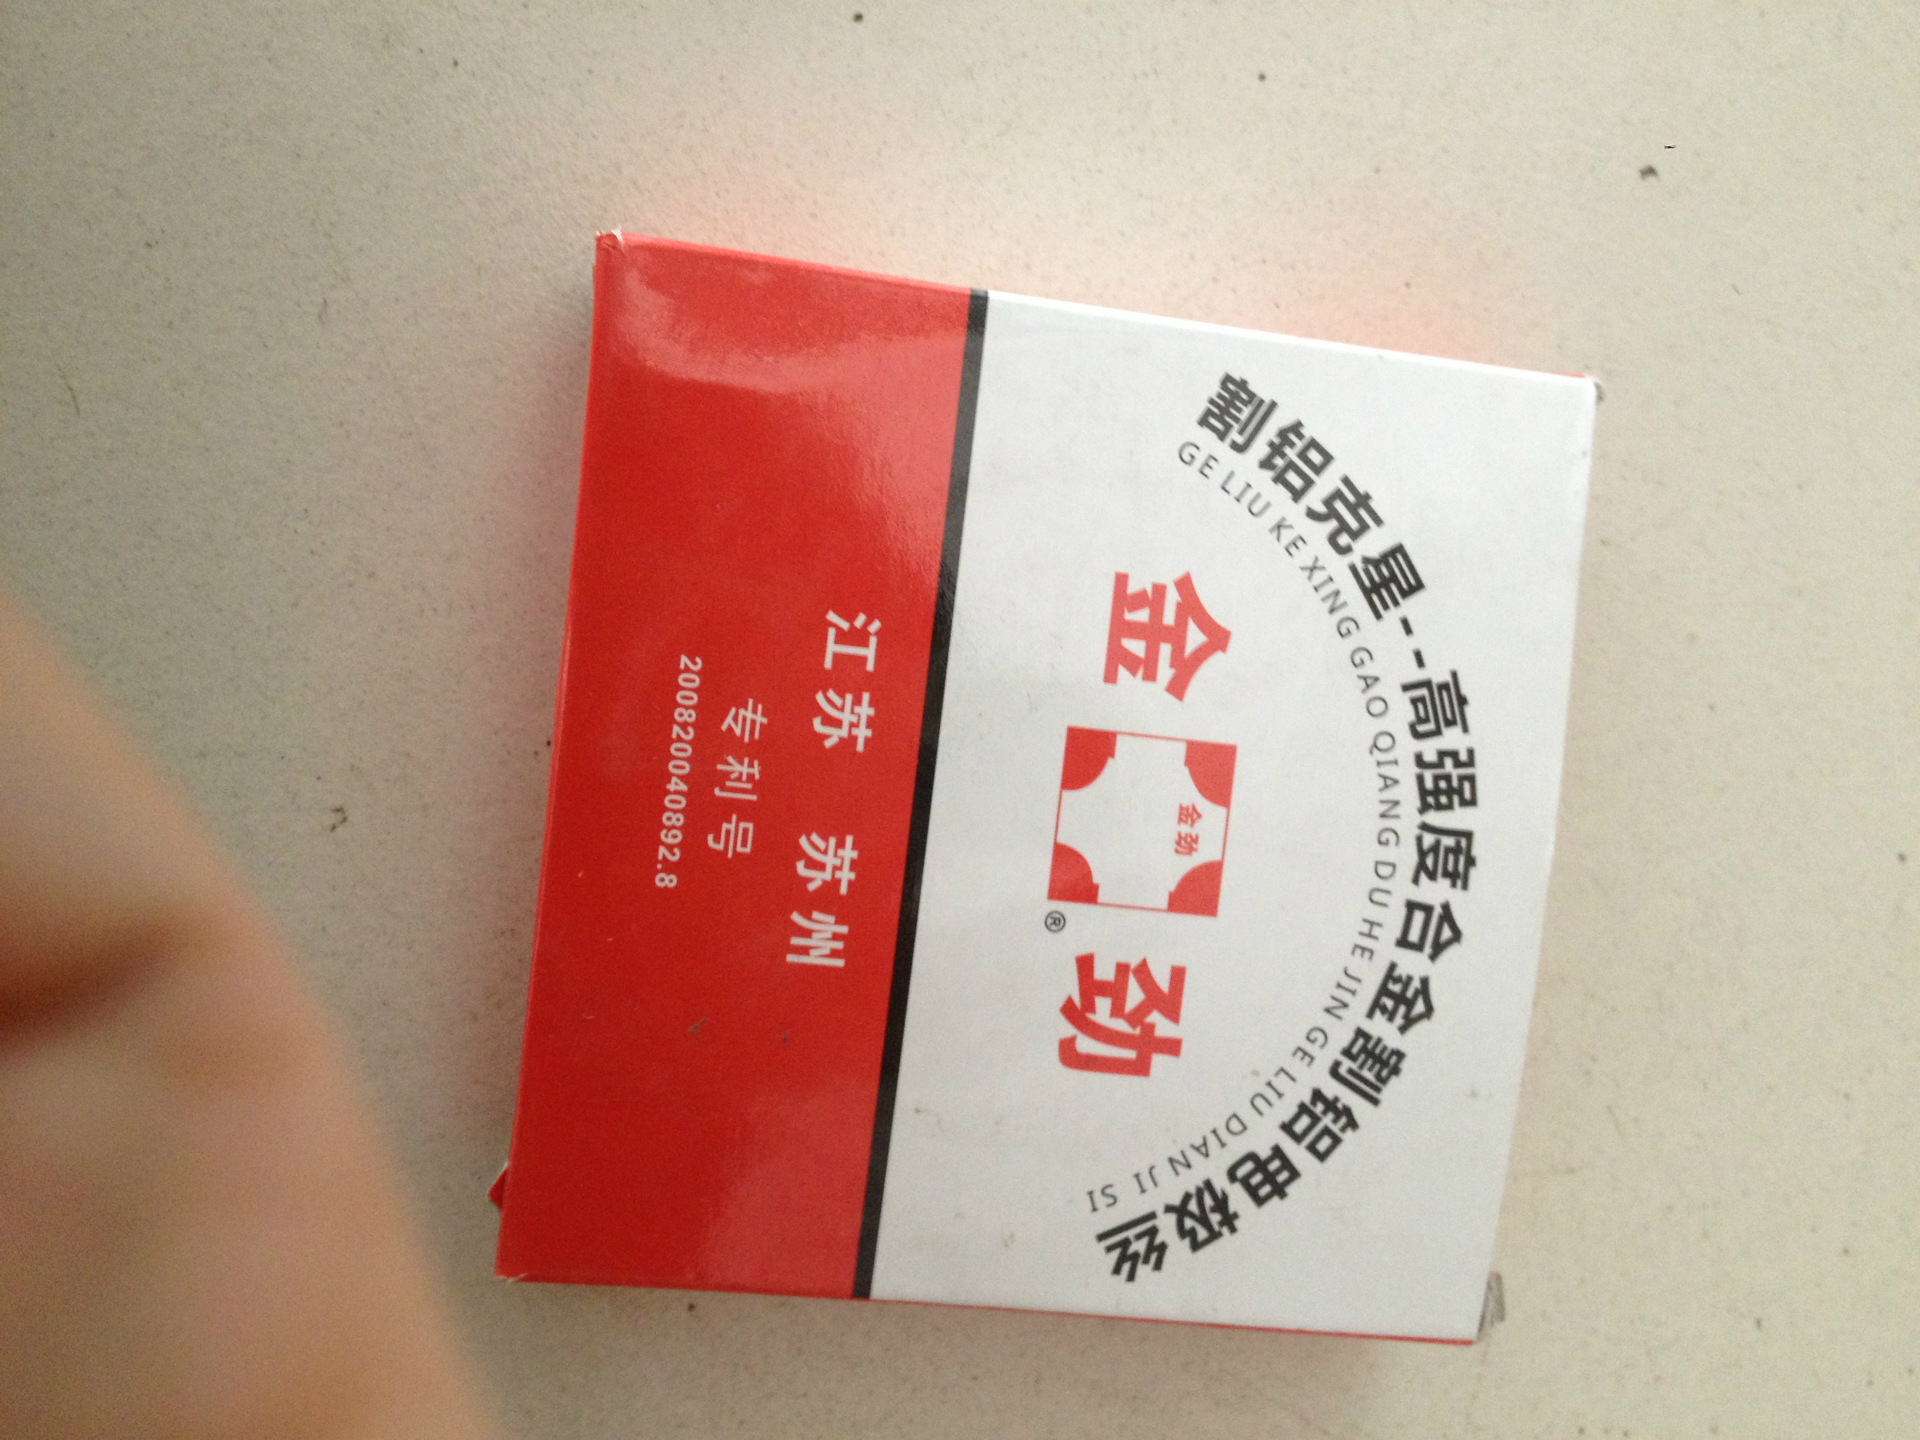 割铝克星--高强度合金割铝电极丝
GE LIU KE XING GAO QIANG DU HE JIN GE LIU DIAN JI SI
金 劲
金劲
®
江苏 苏州
专利号
200820040892.8